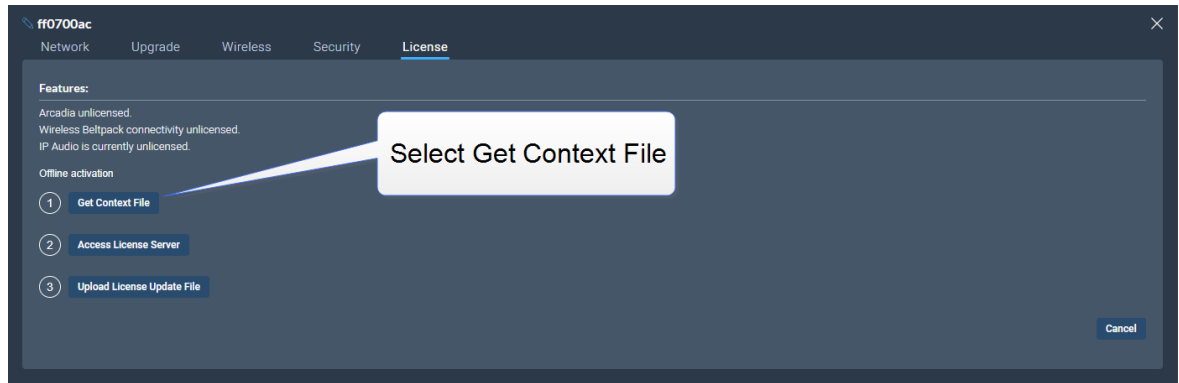 ff0700ac
Network Upgrade Wireless Security License
Features:
Arcadia unlicensed.
Wireless Beltpack connectivity unlicensed.
IP Audio is currently unlicensed.
Select Get Context File
Offline activation
1 Get Context File
2 Access License Server
3 Upload License Update File
Cancel